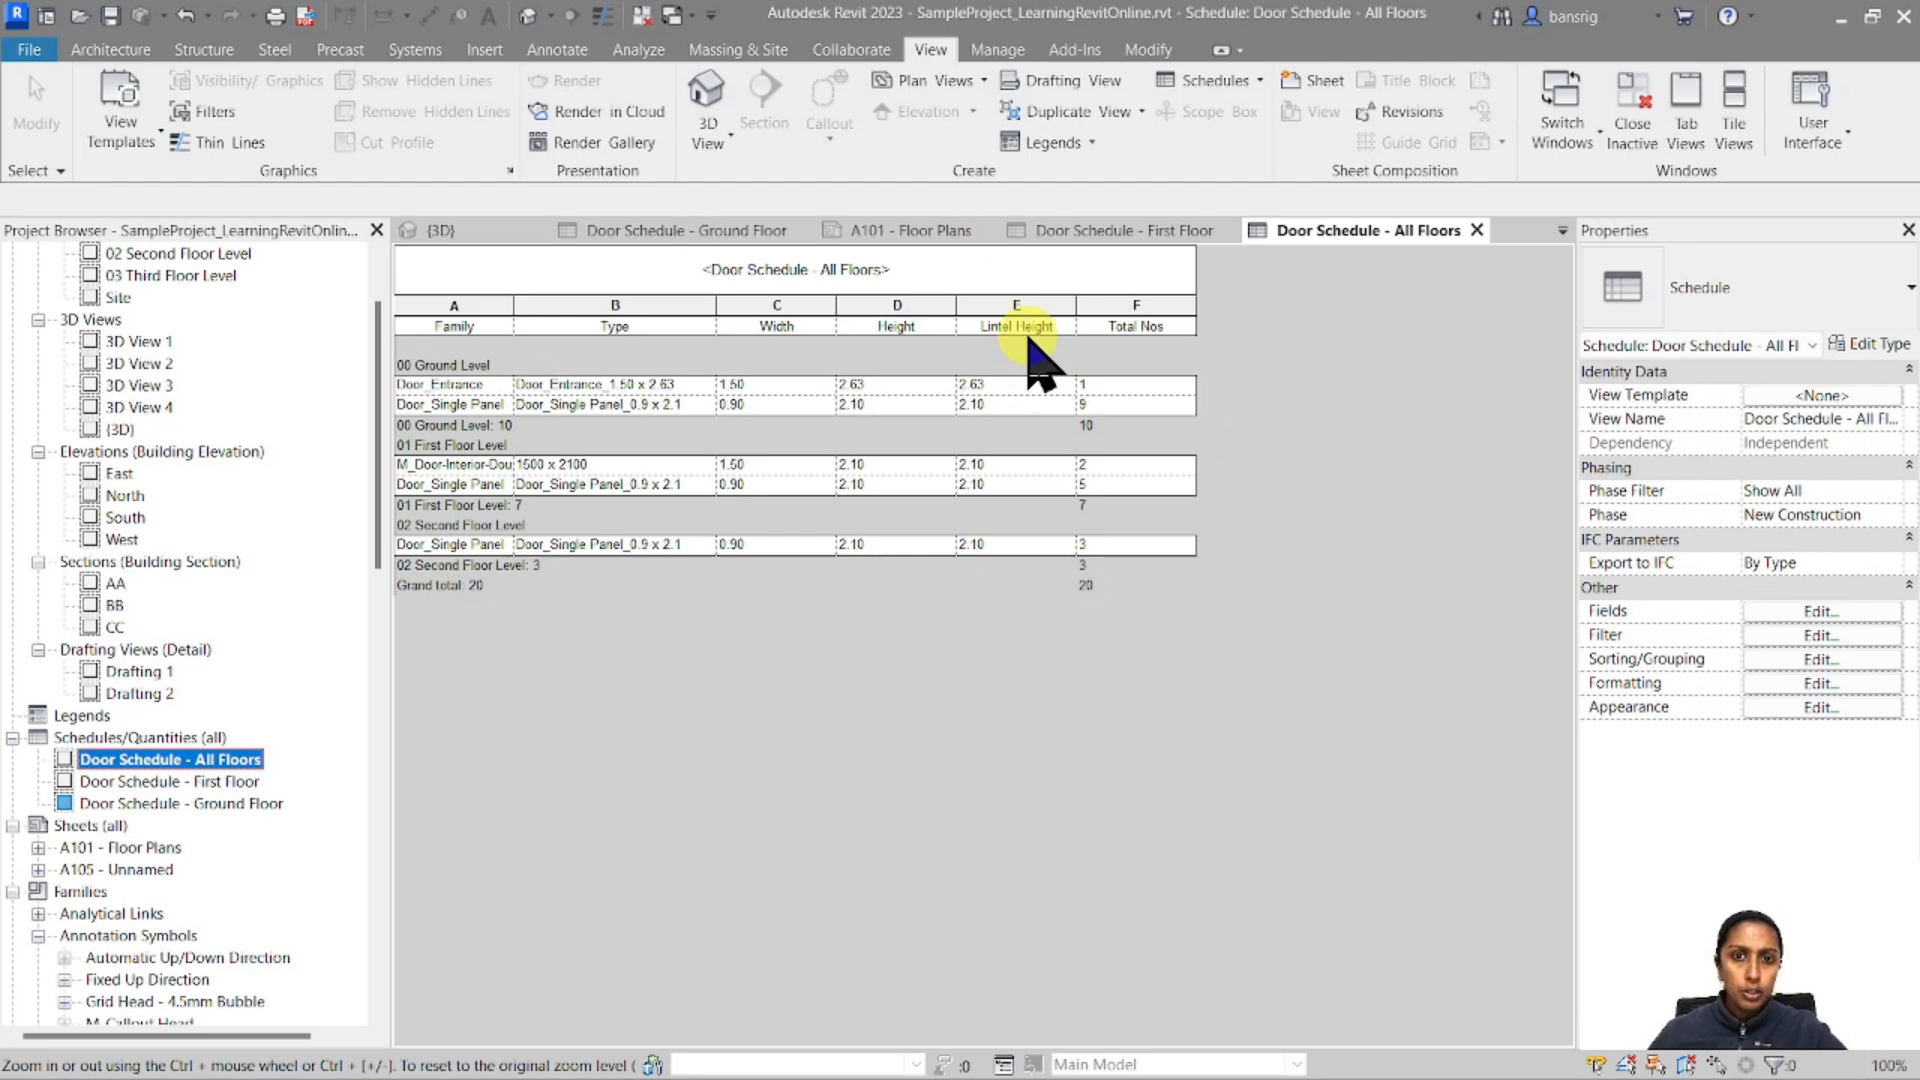 Autodesk Revit 2023 - SampleProject_LearningRevitOnline.rvt - Schedule: Door Schedule - All Floors
bansrig
File Architecture Structure Steel Precast Systems Insert Annotate Analyze Massing & Site Collaborate View Manage Add-Ins Modify
Modify
Select
View Templates
Visibility/ Graphics
Filters
Thin Lines
Show Hidden Lines
Remove Hidden Lines
Cut Profile
Graphics
Render
Render in Cloud
Render Gallery
Presentation
3D View
Section
Callout
Plan Views
Elevation
Drafting View
Duplicate View
Legends
Schedules
Scope Box
Create
Sheet
View
Title Block
Revisions
Guide Grid
Sheet Composition
Switch Windows
Close Inactive
Tab Views
Tile Views
Windows
User Interface
Project Browser - SampleProject_LearningRevitOnlin...
02 Second Floor Level
03 Third Floor Level
Site
3D Views
3D View 1
3D View 2
3D View 3
3D View 4
{3D}
Elevations (Building Elevation)
East
North
South
West
Sections (Building Section)
AA
BB
CC
Drafting Views (Detail)
Drafting 1
Drafting 2
Legends
Schedules/Quantities (all)
Door Schedule - All Floors
Door Schedule - First Floor
Door Schedule - Ground Floor
Sheets (all)
A101 - Floor Plans
A105 - Unnamed
Families
Analytical Links
Annotation Symbols
Automatic Up/Down Direction
Fixed Up Direction
Grid Head - 4.5mm Bubble
M_Callout Head
{3D} Door Schedule - Ground Floor A101 - Floor Plans Door Schedule - First Floor Door Schedule - All Floors
<Door Schedule - All Floors>
A B C D E F
Family Type Width Height Lintel Height Total Nos
00 Ground Level
Door_Entrance Door_Entrance_1.50 x 2.63 1.50 2.63 2.63 1
Door_Single Panel Door_Single Panel_0.9 x 2.1 0.90 2.10 2.10 9
00 Ground Level: 10 10
01 First Floor Level
M_Door-Interior-Dou 1500 x 2100 1.50 2.10 2.10 2
Door_Single Panel Door_Single Panel_0.9 x 2.1 0.90 2.10 2.10 5
01 First Floor Level: 7 7
02 Second Floor Level
Door_Single Panel Door_Single Panel_0.9 x 2.1 0.90 2.10 2.10 3
02 Second Floor Level: 3 3
Grand total: 20 20
Properties
Schedule
Schedule: Door Schedule - All Fl Edit Type
Identity Data
View Template <None>
View Name Door Schedule - All Fl...
Dependency Independent
Phasing
Phase Filter Show All
Phase New Construction
IFC Parameters
Export to IFC By Type
Other
Fields Edit...
Filter Edit...
Sorting/Grouping Edit...
Formatting Edit...
Appearance Edit...
Zoom in or out using the Ctrl + mouse wheel or Ctrl + [+/-]. To reset to the original zoom level (
:0
Main Model
:0
100%